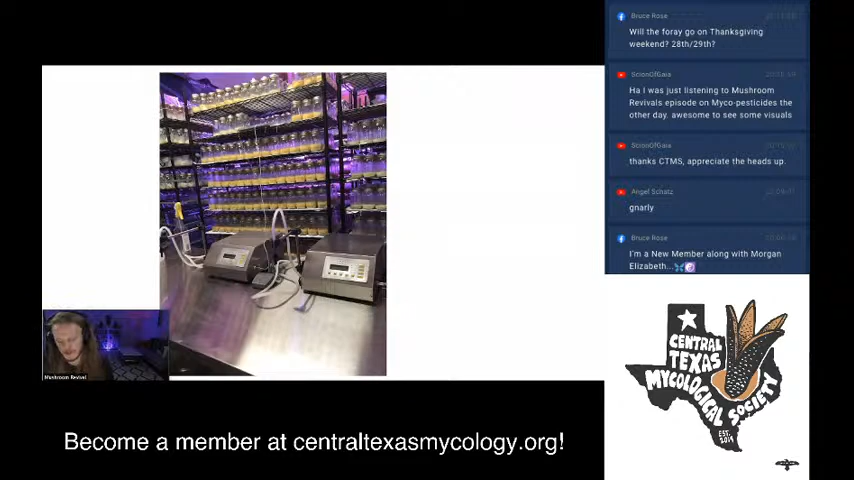 Bruce Rose
Will the foray go on Thanksgiving
weekend? 28th/29th?
ScionOfGaia
Ha I was just listening to Mushroom
Revivals episode on Myco-pesticides the
other day. awesome to see some visuals
ScionOfGaia
thanks CTMS, appreciate the heads up.
Angel Schatz
gnarly
Bruce Rose
I'm a New Member along with Morgan
Elizabeth...
Mushroom Revival
CENTRAL
TEXAS
MYCOLOGICAL SOCIETY
EST.
2019
Become a member at centraltexasmycology.org!